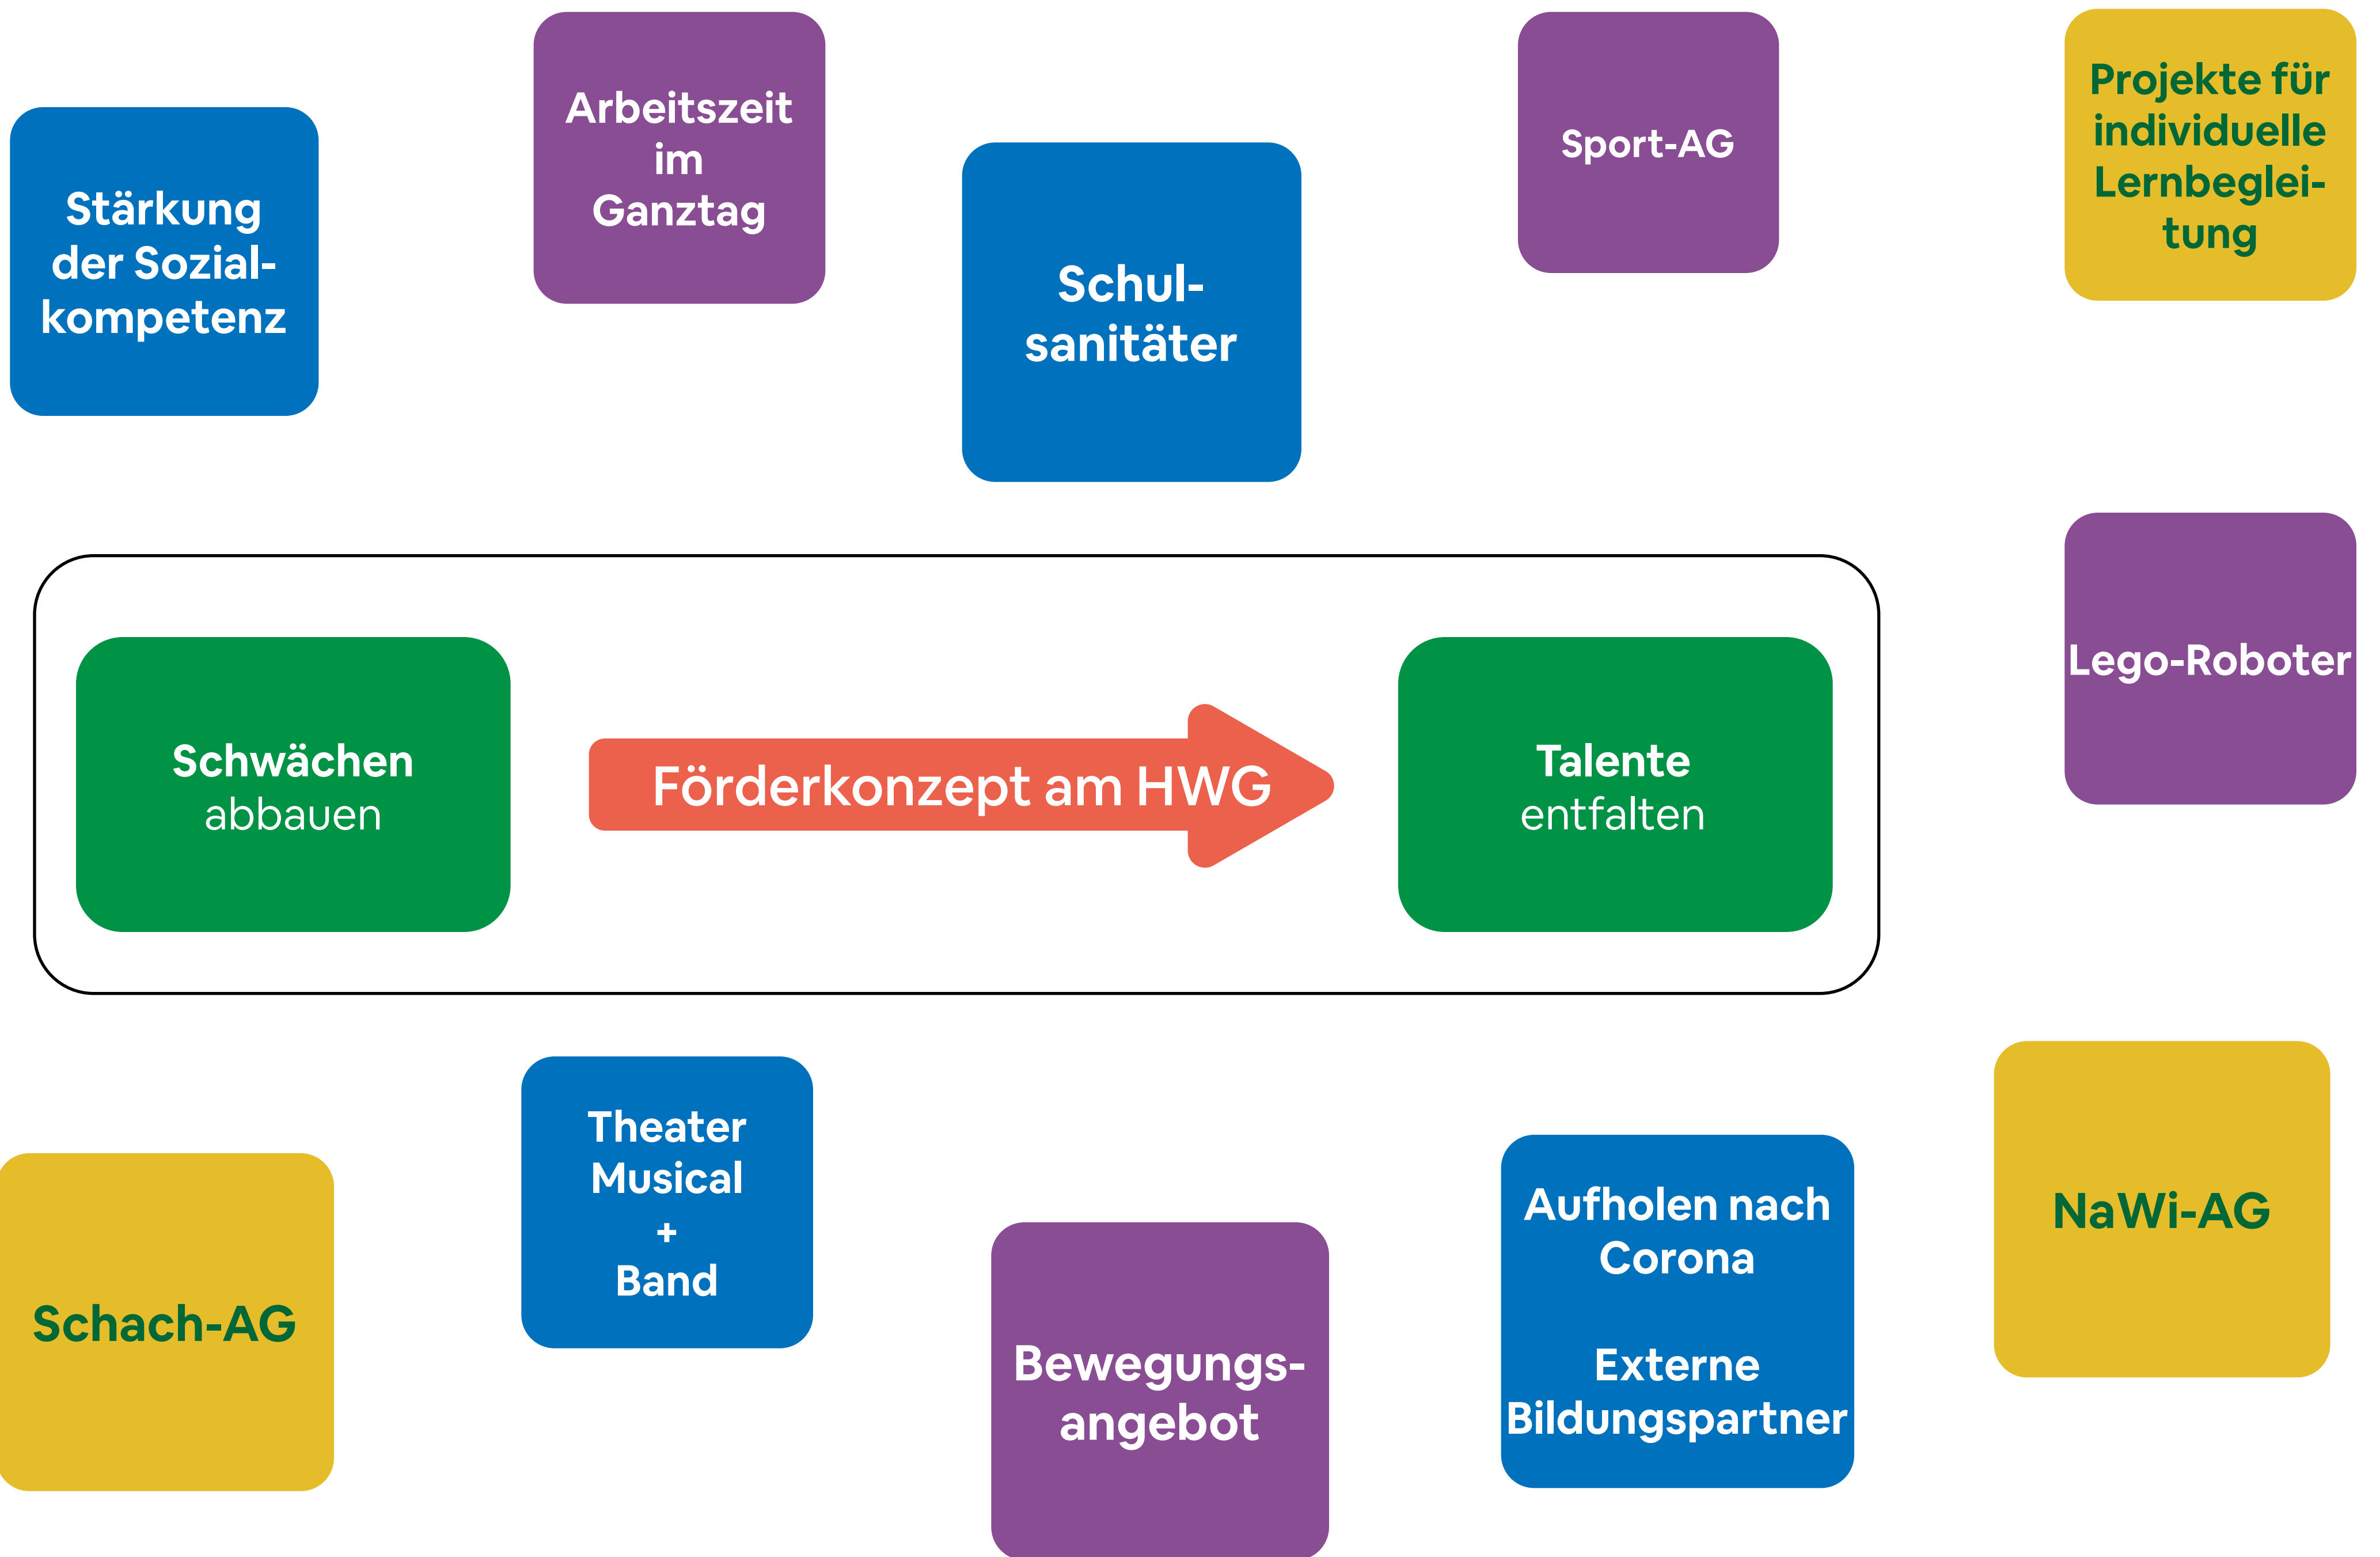 Stärkung
der Sozial-
kompetenz
Arbeitszeit
im
Ganztag
Schul-
sanitäter
Sport-AG
Projekte für
individuelle
Lernbeglei-
tung
Lego-Roboter
Schwächen
abbauen
Förderkonzept am HWG
Talente
entfalten
Schach-AG
Theater
Musical
+
Band
Bewegungs-
angebot
Aufholen nach
Corona
Externe
Bildungspartner
NaWi-AG